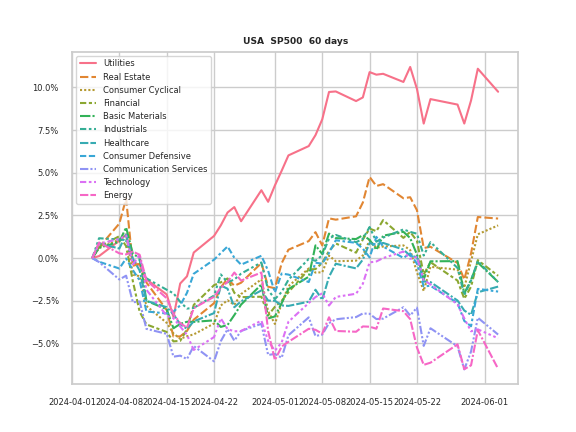 USA SP500 60 days
Utilities
Real Estate
Consumer Cyclical
Financial
Basic Materials
Industrials
Healthcare
Consumer Defensive
Communication Services
Technology
Energy
10.0%
7.5%
5.0%
2.5%
0.0%
−2.5%
−5.0%
2024-04-01 2024-04-08 2024-04-15 2024-04-22 2024-05-01 2024-05-08 2024-05-15 2024-05-22 2024-06-01